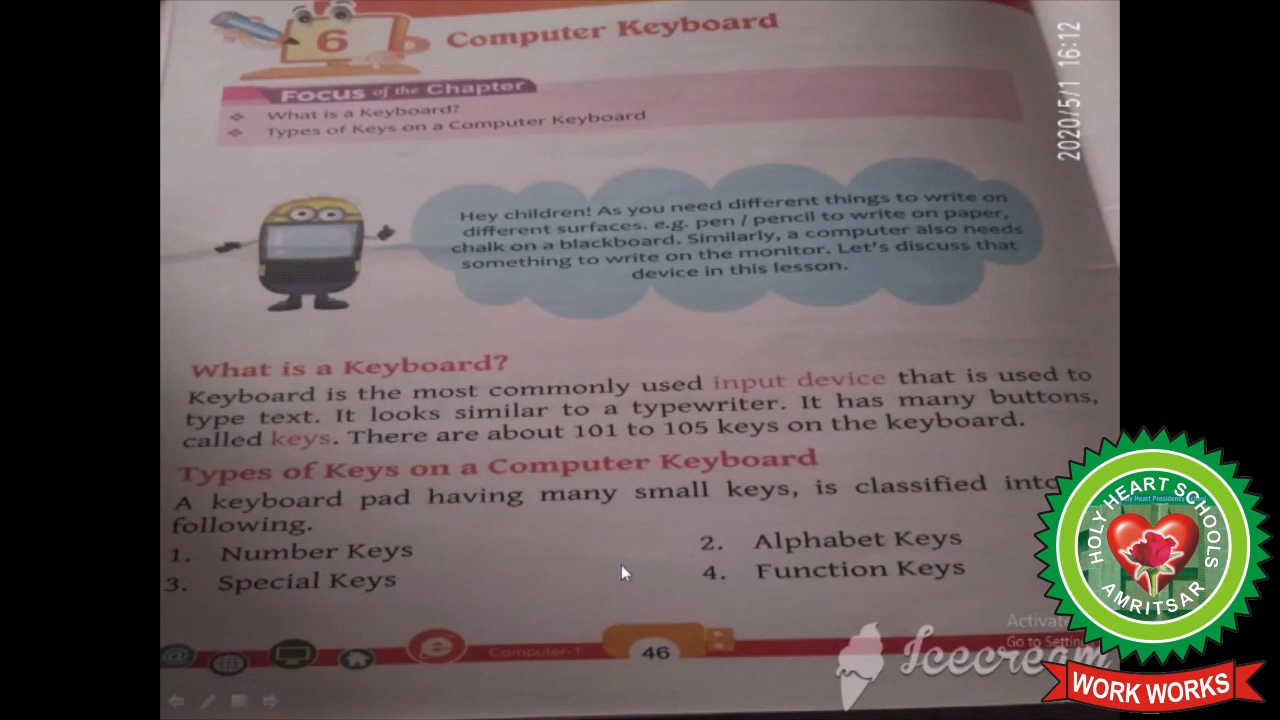 6
Computer Keyboard
Focus of the Chapter
What is a Keyboard?
Types of Keys on a Computer Keyboard
2020/5/1 16:12
Hey children! As you need different things to write on
different surfaces. e.g. pen / pencil to write on paper,
chalk on a blackboard. Similarly, a computer also needs
something to write on the monitor. Let's discuss that
device in this lesson.
What is a Keyboard?
Keyboard is the most commonly used input device that is used to
type text. It looks similar to a typewriter. It has many buttons,
called keys. There are about 101 to 105 keys on the keyboard.
Types of Keys on a Computer Keyboard
A keyboard pad having many small keys, is classified into
following.
1. Number Keys
2. Alphabet Keys
3. Special Keys
4. Function Keys
Computer-1
46
Activate
Go to Settin
Icecream
HOLY HEART SCHOOLS
Heart Presidency
AMRITSAR
WORK WORKS